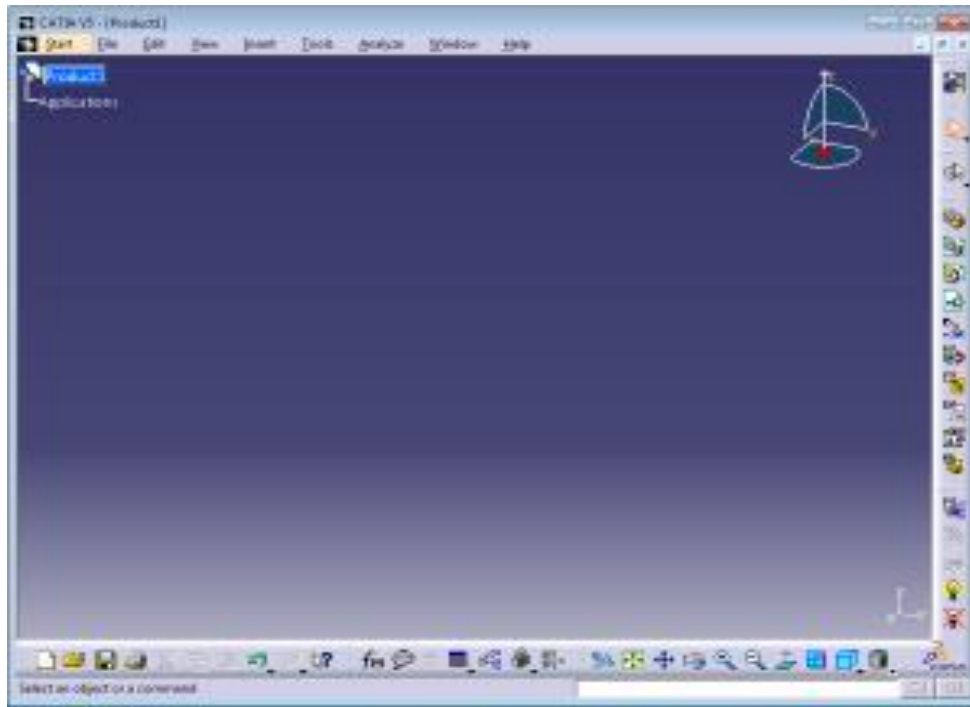 CATIA V5 - [Product1]
Start File Edit View Insert Tools Analyze Window Help
Product1
Applications
Select an object or a command